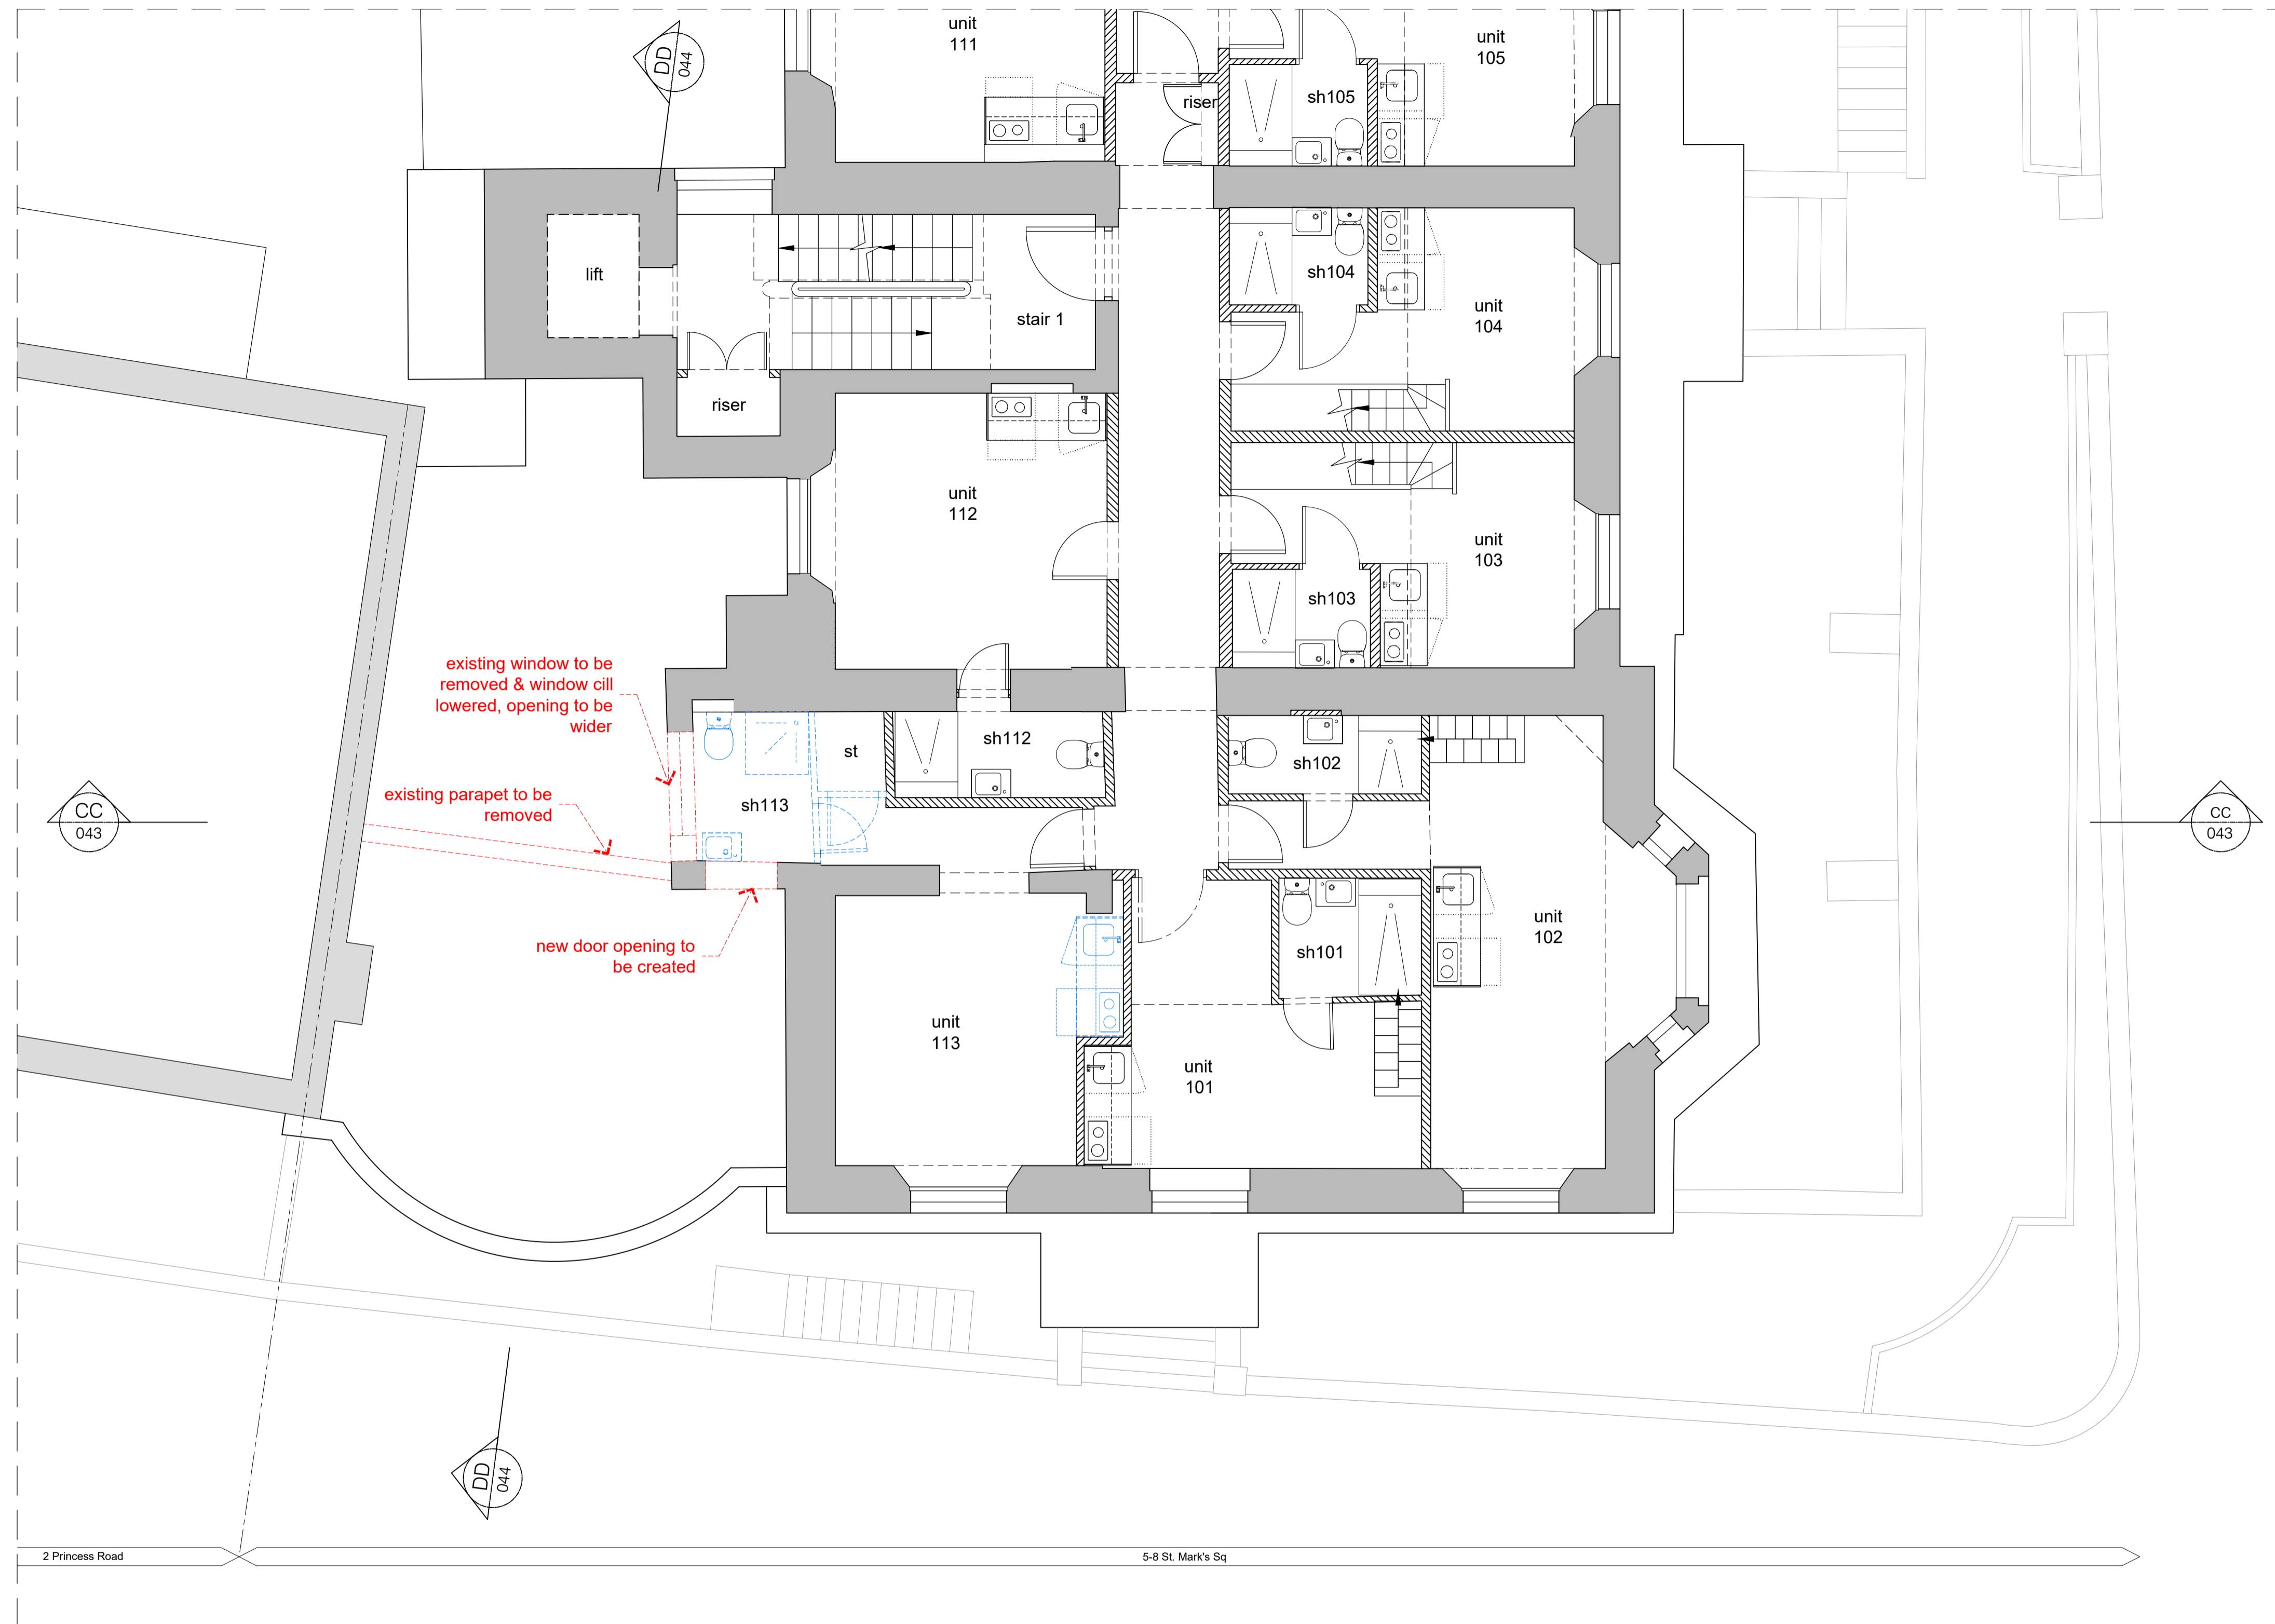 unit
111
unit
105
DD
044
riser
sh105
lift
sh104
stair 1
unit
104
riser
unit
112
unit
103
sh103
existing window to be
removed & window cill
lowered, opening to be
wider
st
sh112
sh102
existing parapet to be
removed
sh113
CC
043
CC
043
new door opening to
be created
sh101
unit
102
unit
113
unit
101
DD
044
2 Princess Road
5-8 St. Mark's Sq